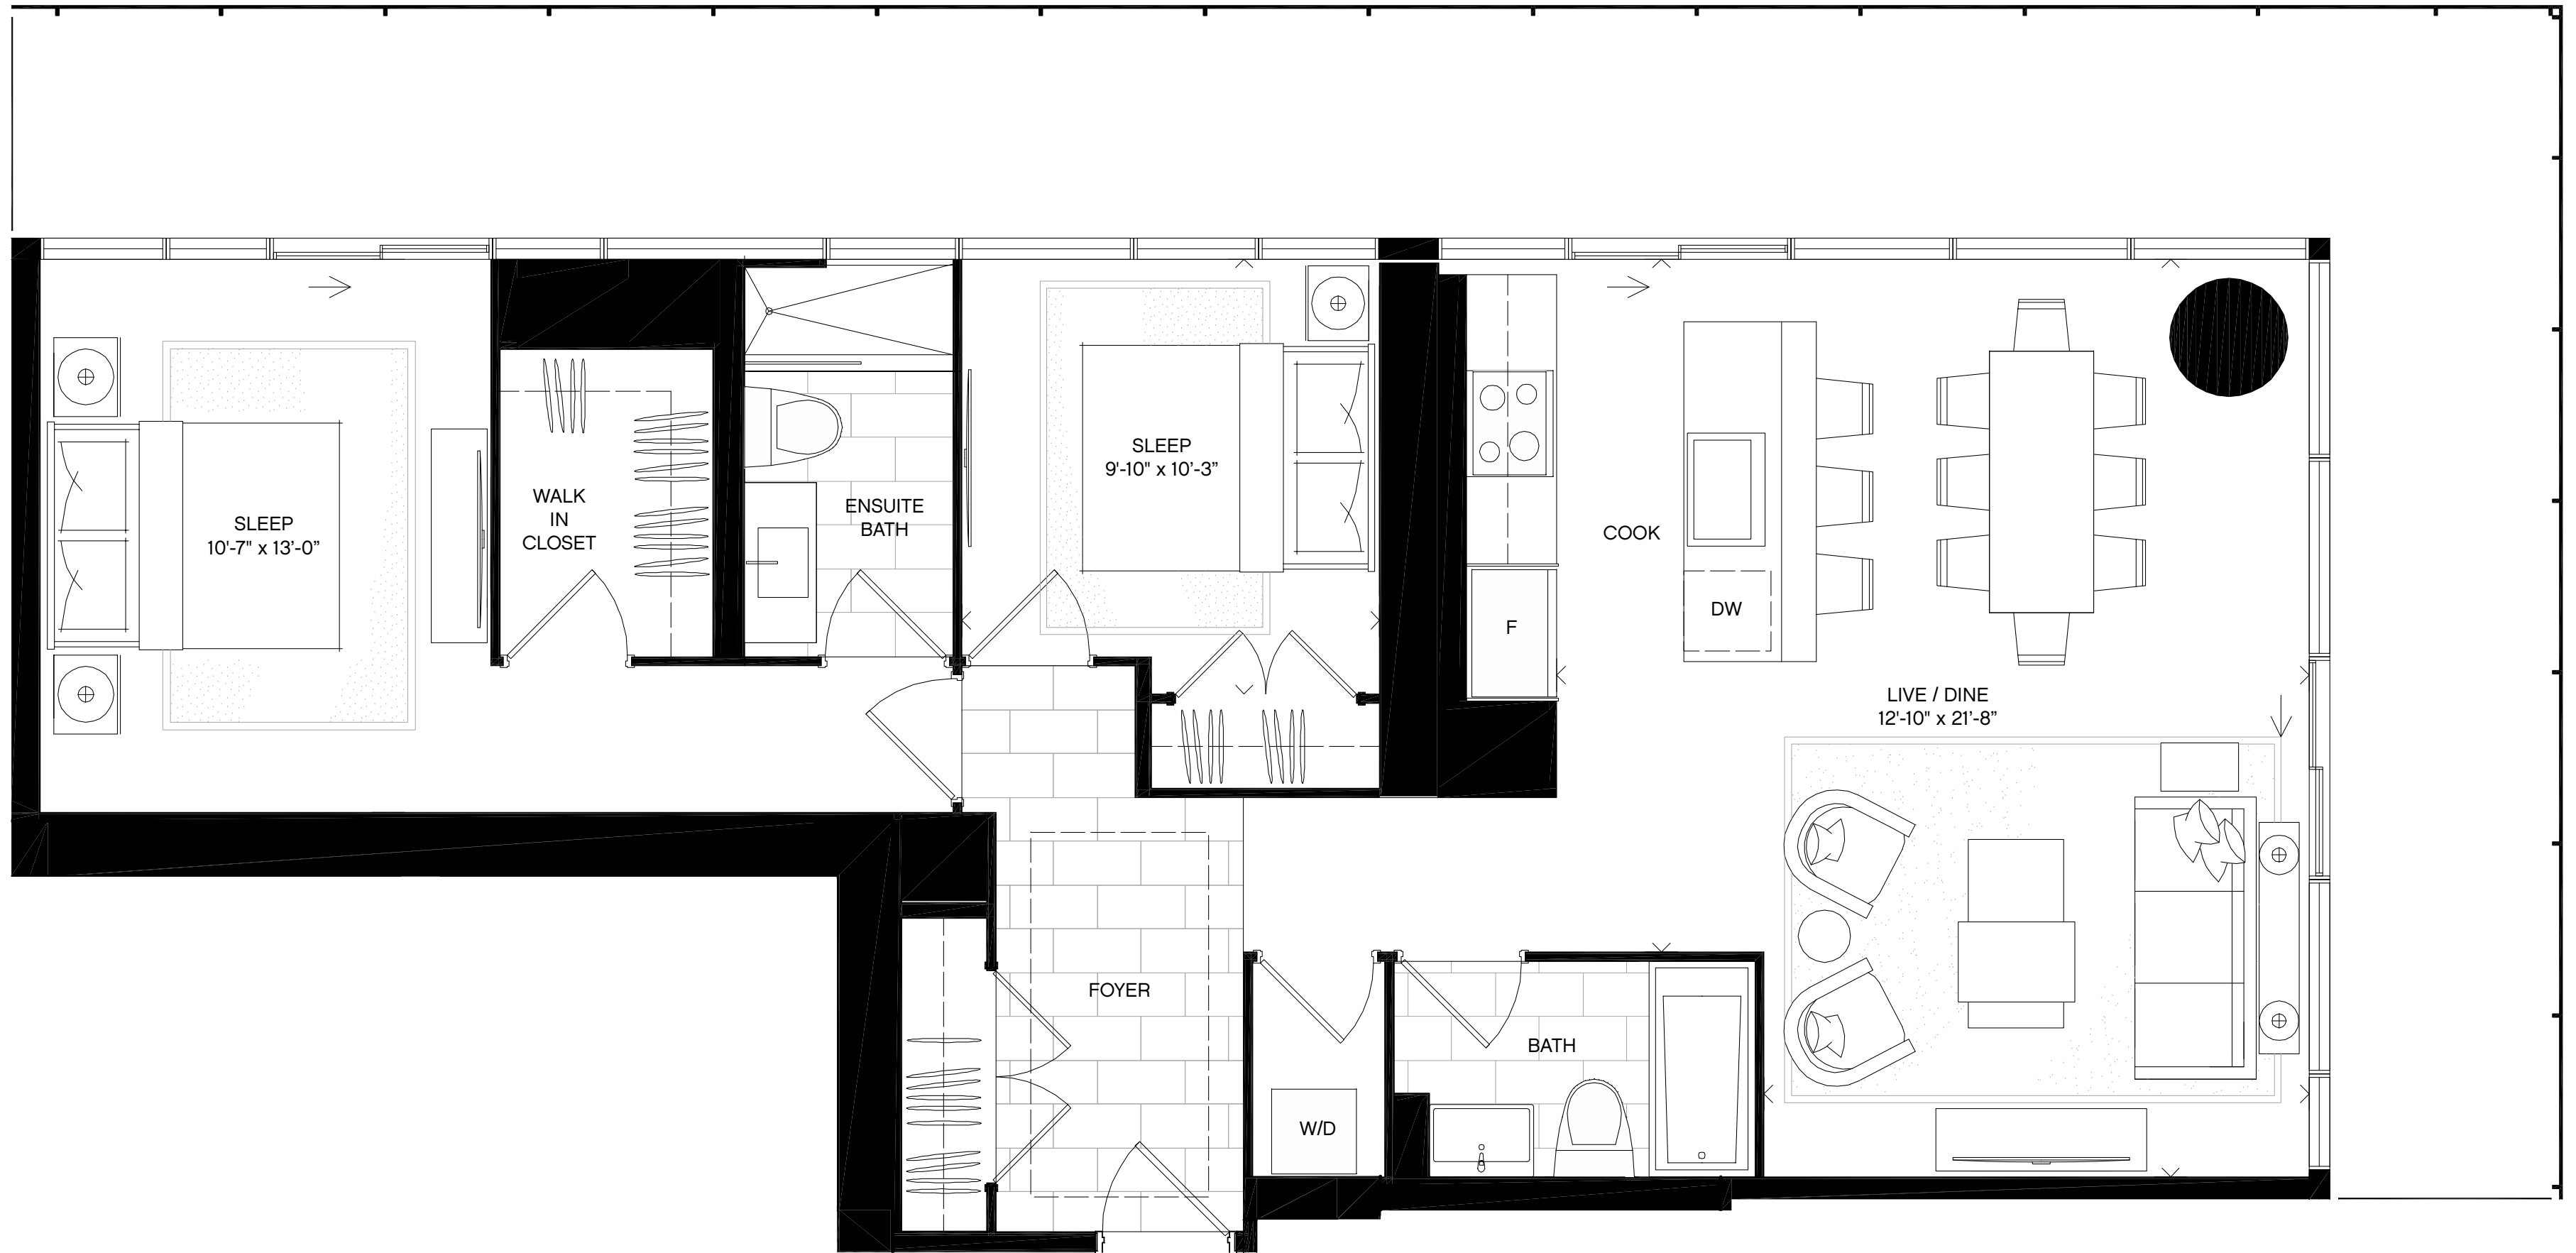 SLEEP
10'-7" x 13'-0”
WALK
IN
CLOSET
ENSUITE
BATH
SLEEP
9'-10" x 10'-3”
COOK
F
DW
LIVE / DINE
12'-10" x 21'-8”
FOYER
W/D
BATH